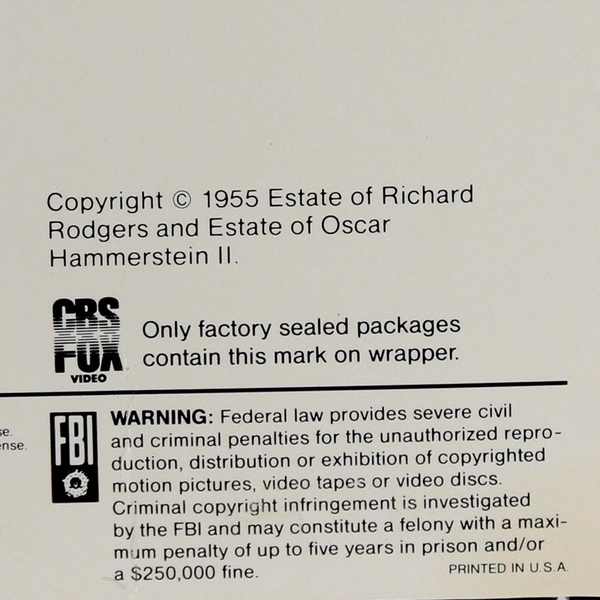 Copyright © 1955 Estate of Richard
Rodgers and Estate of Oscar
Hammerstein II.
CBS
FOX
VIDEO
Only factory sealed packages
contain this mark on wrapper.
se.
ense.
FBI
WARNING: Federal law provides severe civil
and criminal penalties for the unauthorized repro-
duction, distribution or exhibition of copyrighted
motion pictures, video tapes or video discs.
Criminal copyright infringement is investigated
by the FBI and may constitute a felony with a maxi-
mum penalty of up to five years in prison and/or
a $250,000 fine.
PRINTED IN U.S.A.